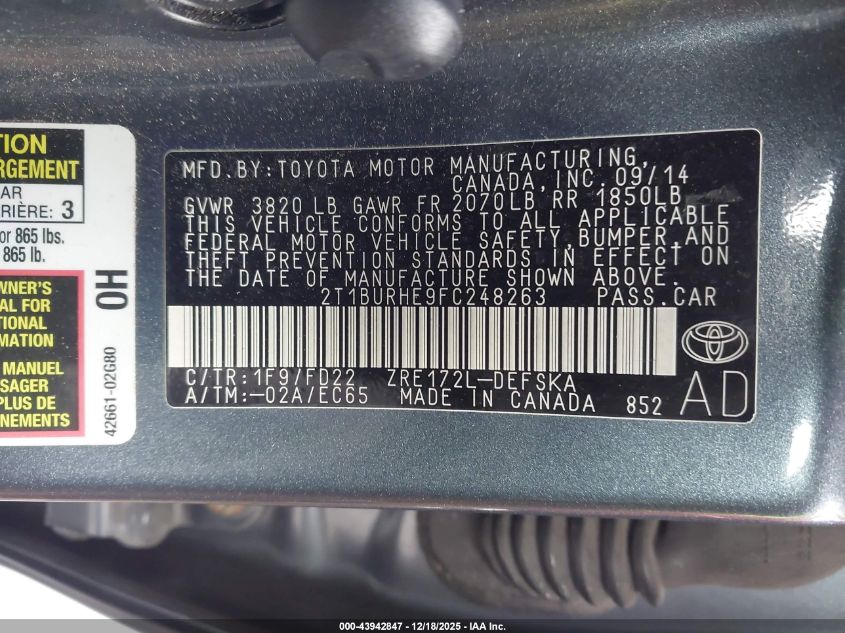 TION
RGEMENT
AR
RIÈRE: 3
or 865 lbs.
865 lb.
WNER'S
AL FOR
TIONAL
MATION
MANUEL
SAGER
PLUS DE
NEMENTS
OH
42661-02G80
MFD.BY:TOYOTA MOTOR MANUFACTURING,
CANADA, INC. 09/14
GVWR 3820 LB GAWR FR 2070LB RR 1850LB
THIS VEHICLE CONFORMS TO ALL APPLICABLE
FEDERAL MOTOR VEHICLE SAFETY,BUMPER,AND
THEFT PREVENTION STANDARDS IN EFFECT ON
THE DATE OF MANUFACTURE SHOWN ABOVE.
2T1BURHE9FC248263 PASS.CAR
C/TR:1F9/FD22 ZRE172L-DEFSKA
A/TM:-02A/EC65 MADE IN CANADA 852
AD
000-43942847 - 12/18/2025 - IAA Inc.